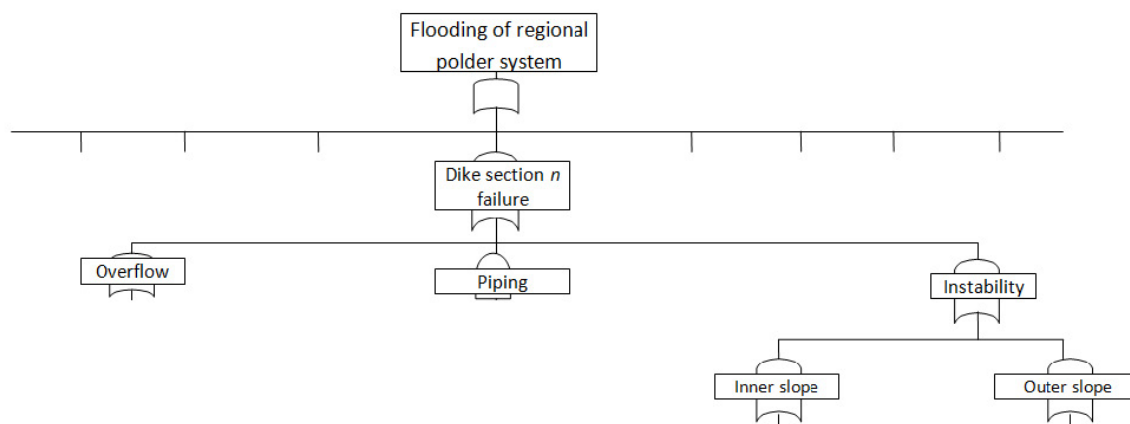 Flooding of regional
polder system
Dike section n
failure
Overflow
Piping
Instability
Inner slope
Outer slope